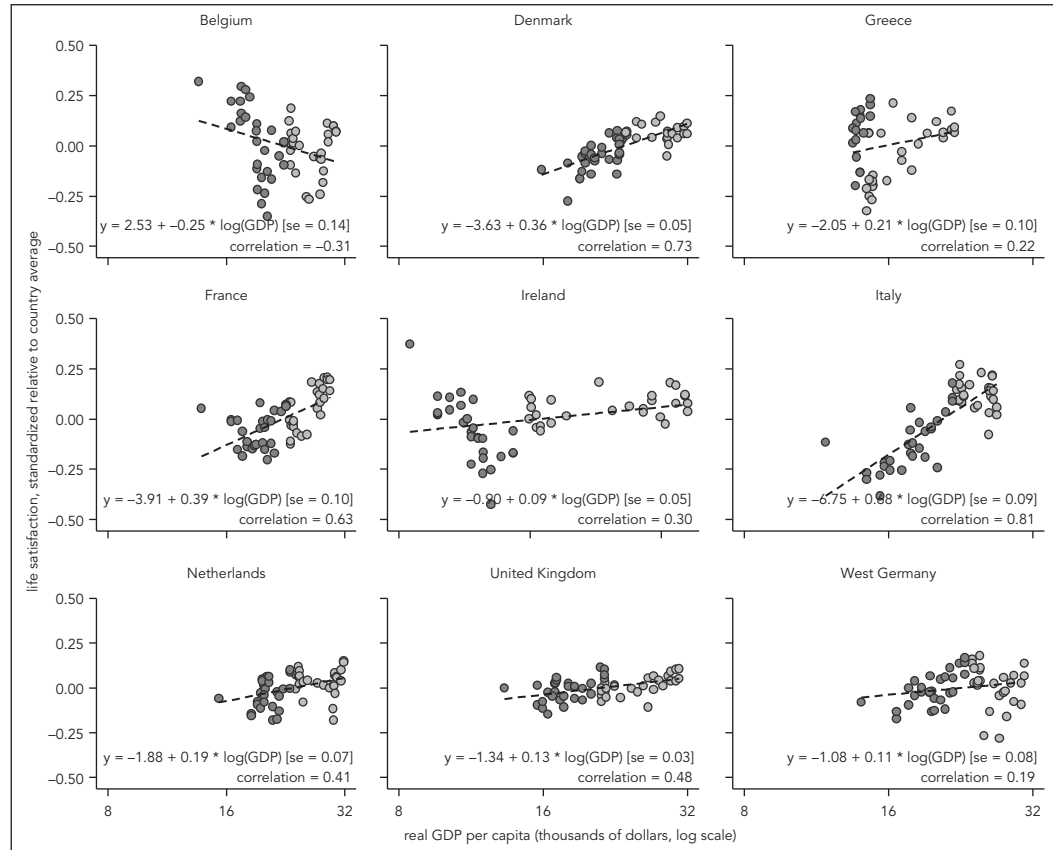 Belgium
Denmark
Greece
0.50
0.25
0.00
−0.25
−0.50
y = 2.53 + −0.25 * log(GDP) [se = 0.14]
correlation = −0.31
y = −3.63 + 0.36 * log(GDP) [se = 0.05]
correlation = 0.73
y = −2.05 + 0.21 * log(GDP) [se = 0.10]
correlation = 0.22
life satisfaction, standardized relative to country average
France
Ireland
Italy
0.50
0.25
0.00
−0.25
−0.50
y = −3.91 + 0.39 * log(GDP) [se = 0.10]
correlation = 0.63
y = −0.90 + 0.09 * log(GDP) [se = 0.05]
correlation = 0.30
y = −6.75 + 0.68 * log(GDP) [se = 0.09]
correlation = 0.81
Netherlands
United Kingdom
West Germany
0.50
0.25
0.00
−0.25
−0.50
y = −1.88 + 0.19 * log(GDP) [se = 0.07]
correlation = 0.41
y = −1.34 + 0.13 * log(GDP) [se = 0.03]
correlation = 0.48
y = −1.08 + 0.11 * log(GDP) [se = 0.08]
correlation = 0.19
8 16 32
8 16 32
8 16 32
real GDP per capita (thousands of dollars, log scale)